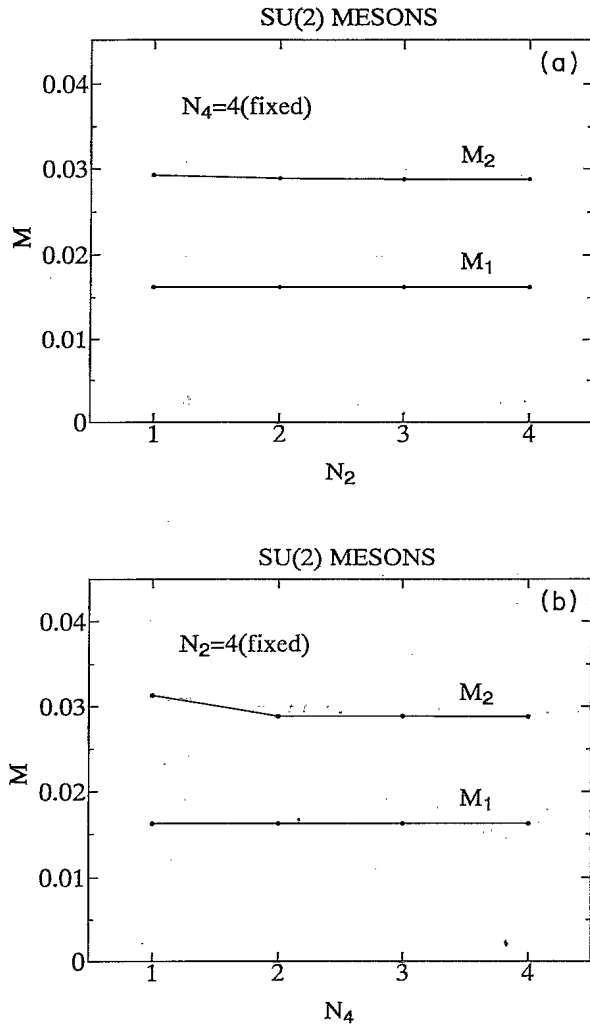 SU(2) MESONS
(a)
0.04
N₄=4(fixed)
0.03
M₂
M
0.02
M₁
0.01
0
1 2 3 4
N₂
SU(2) MESONS
(b)
0.04
N₂=4(fixed)
0.03
M₂
M
0.02
M₁
0.01
0
1 2 3 4
N₄